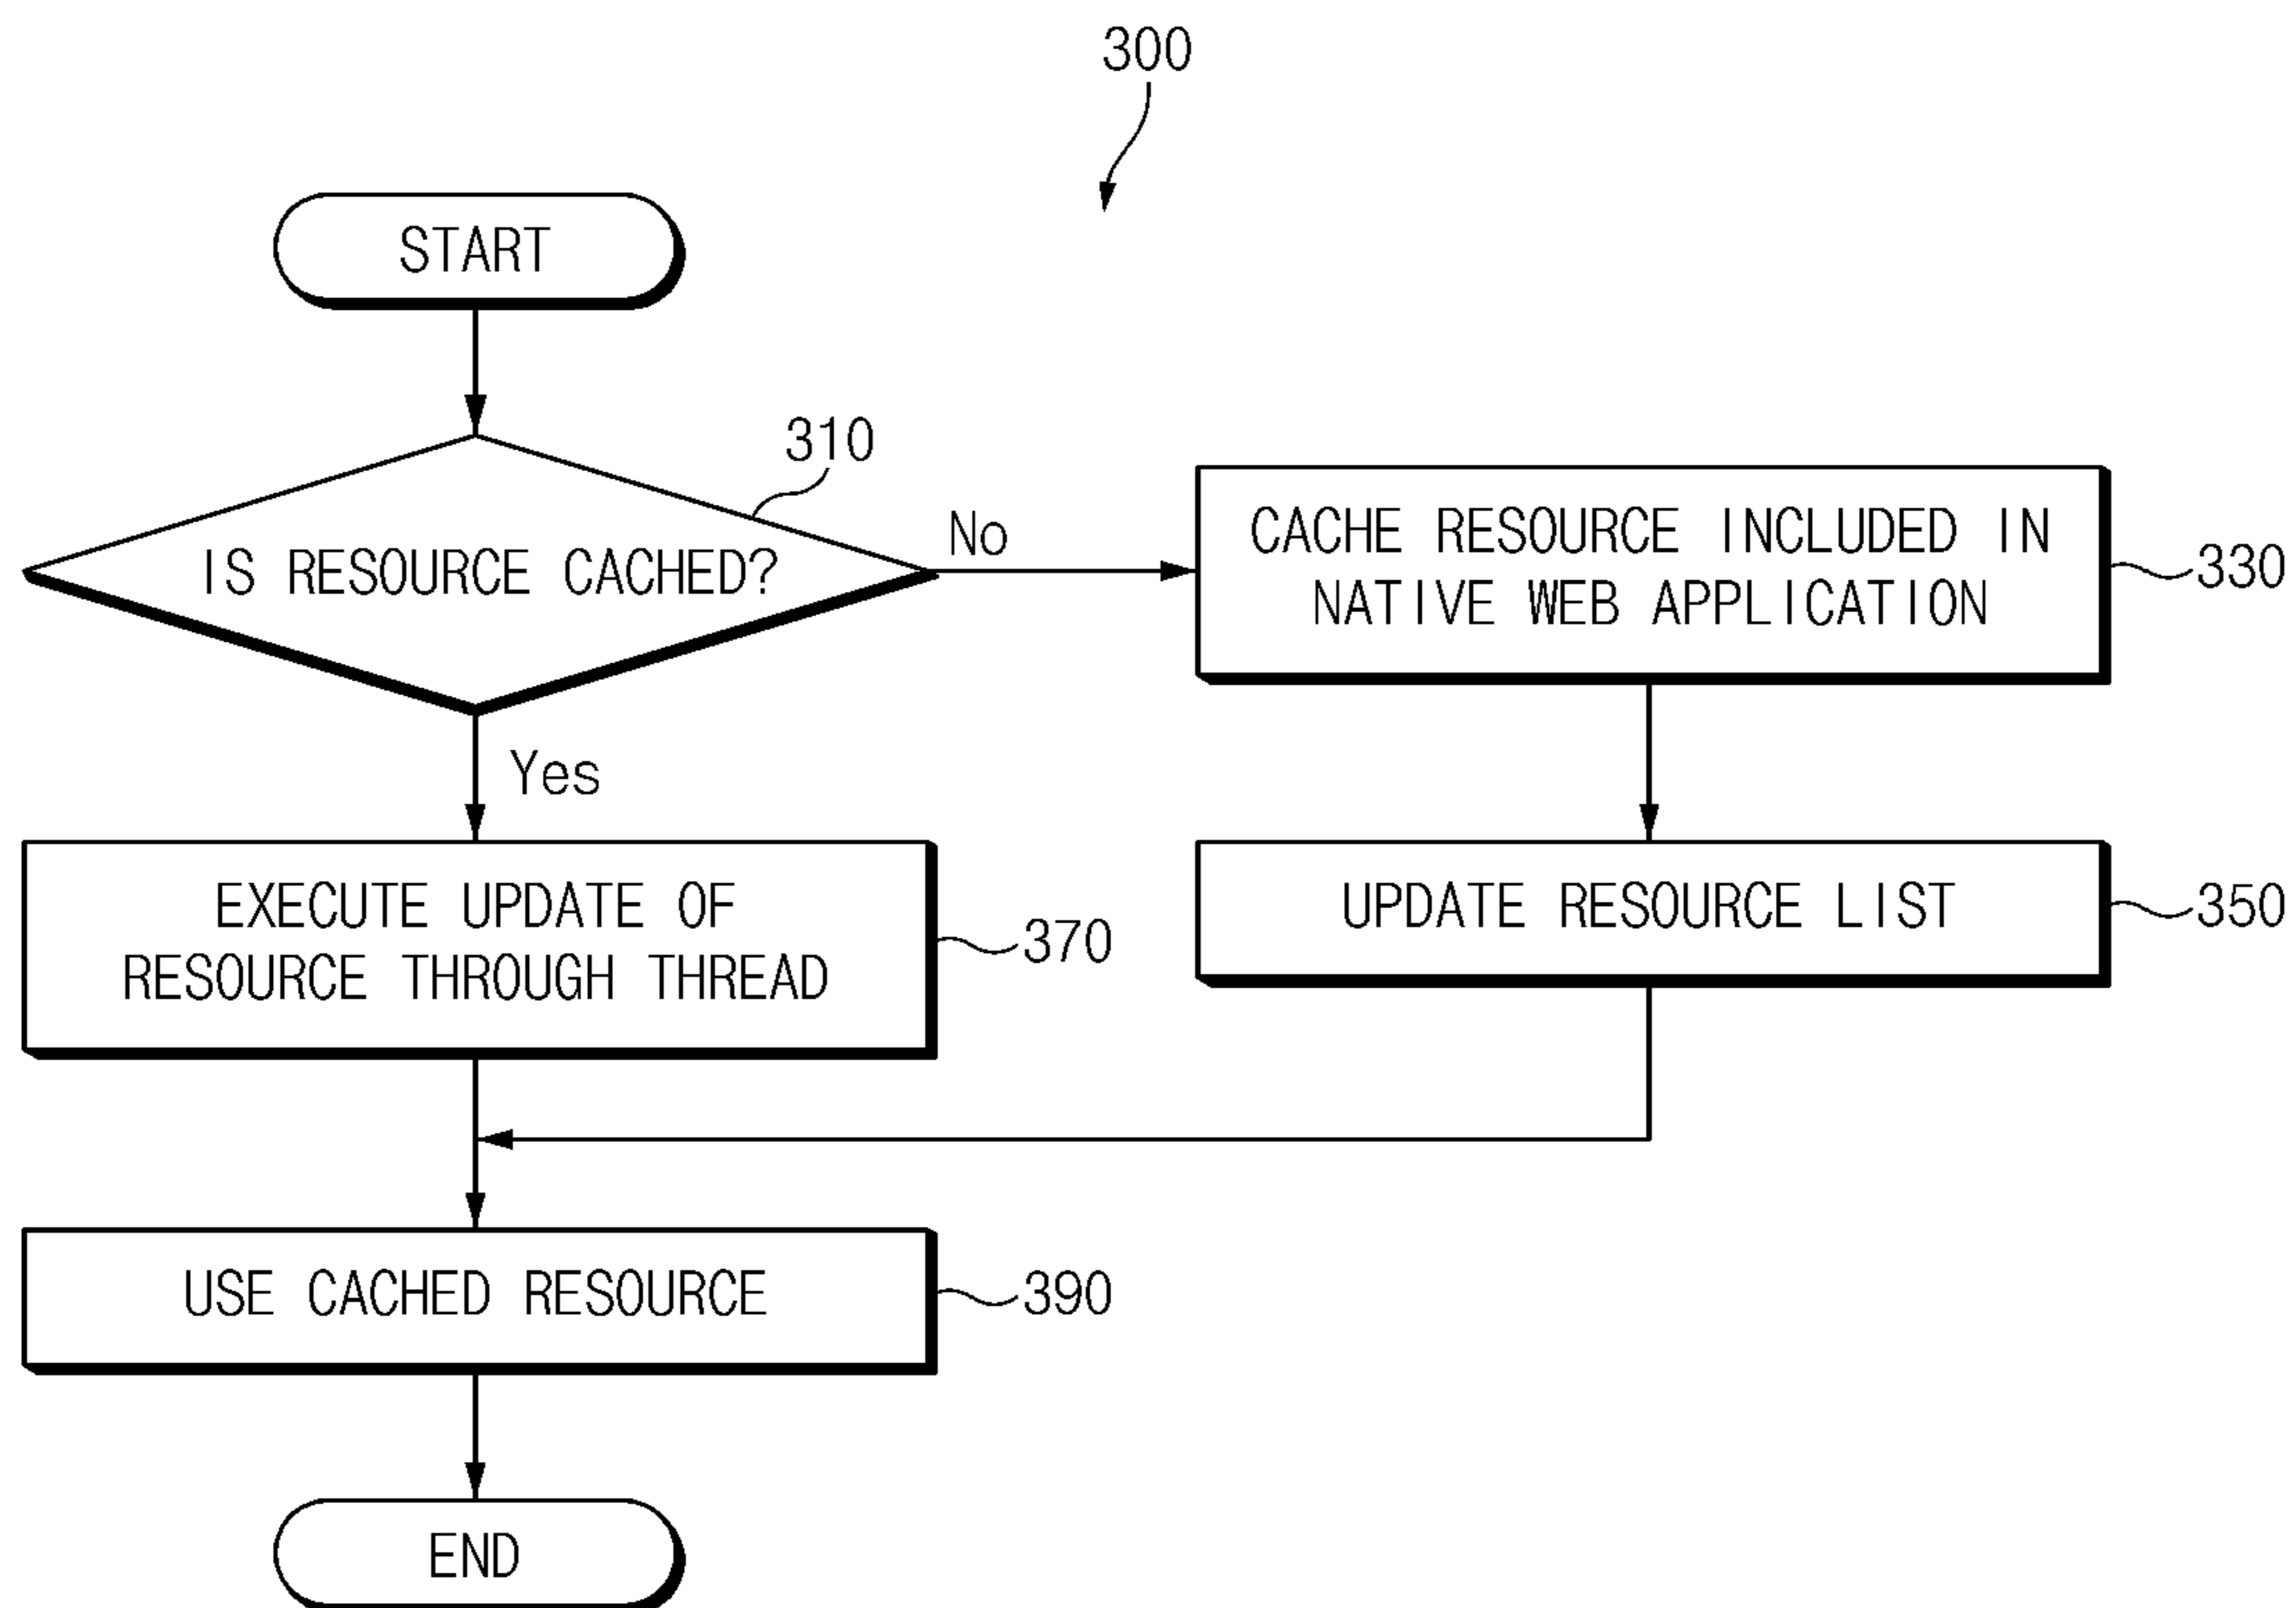 300
START
310
IS RESOURCE CACHED?
No
CACHE RESOURCE INCLUDED IN
NATIVE WEB APPLICATION
330
Yes
EXECUTE UPDATE OF
RESOURCE THROUGH THREAD
370
UPDATE RESOURCE LIST
350
USE CACHED RESOURCE
390
END